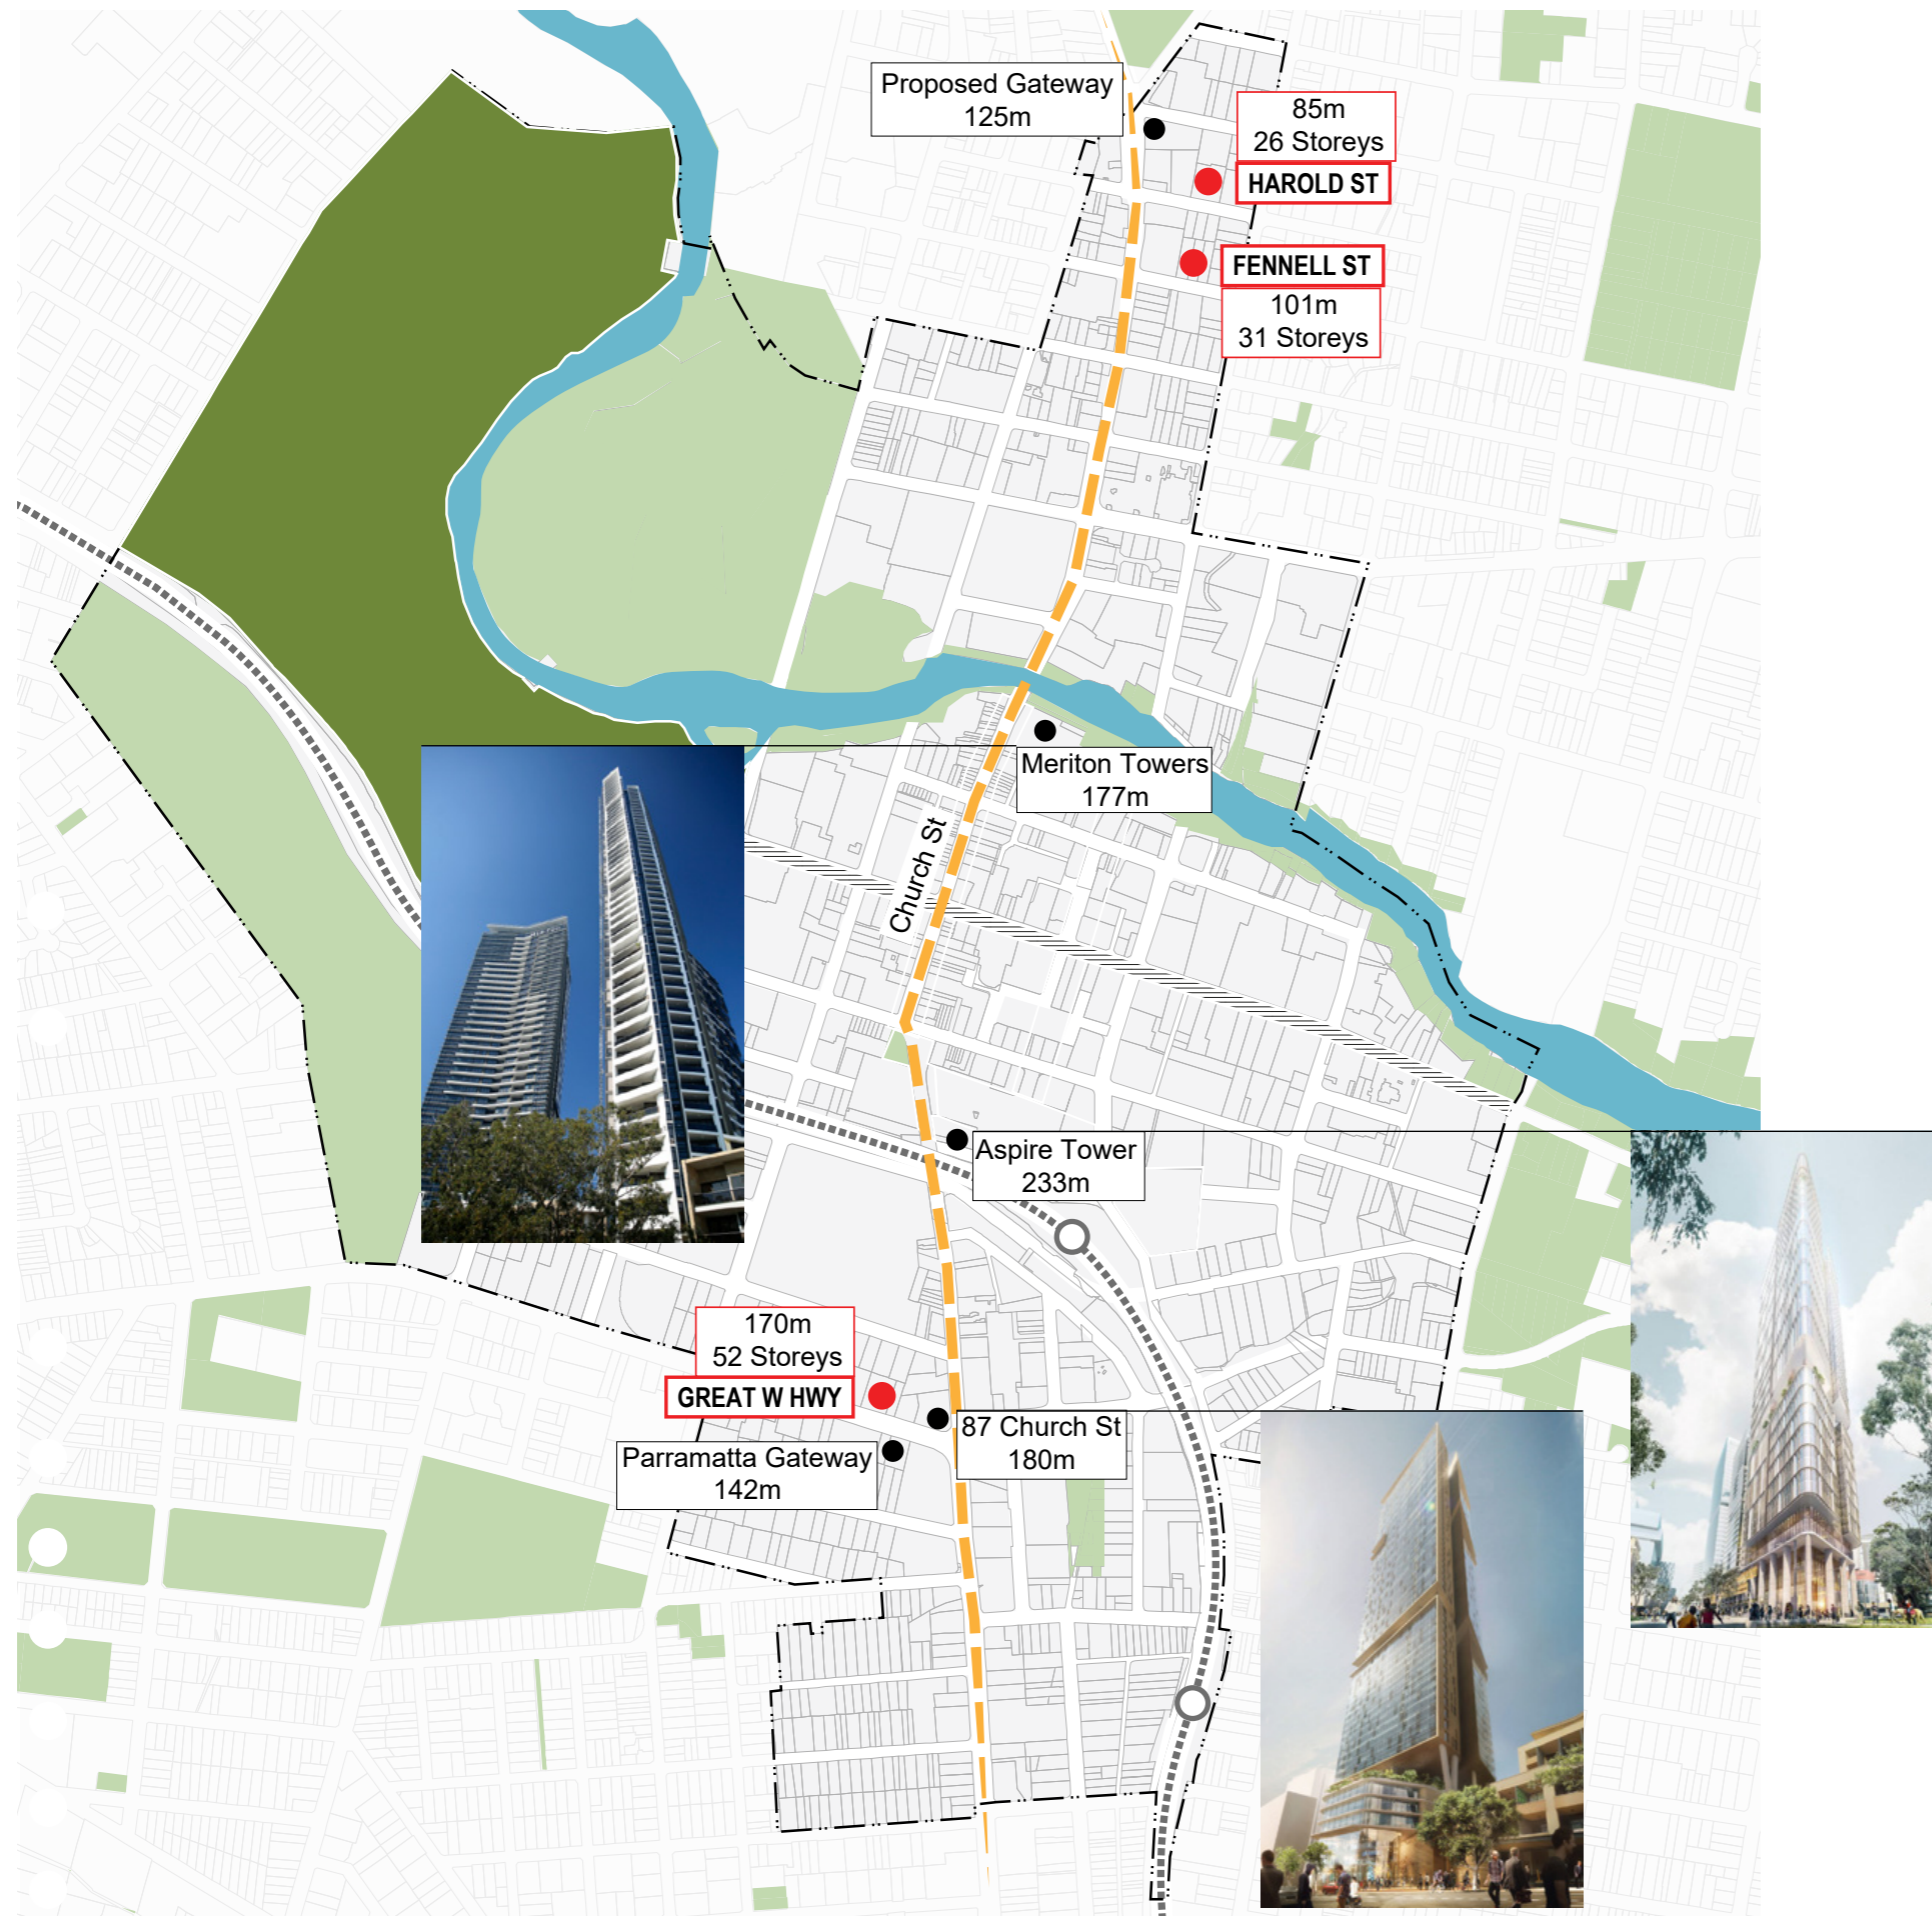 Proposed Gateway
125m
85m
26 Storeys
HAROLD ST
FENNELL ST
101m
31 Storeys
Meriton Towers
177m
Church St
Aspire Tower
233m
170m
52 Storeys
GREAT W HWY
87 Church St
180m
Parramatta Gateway
142m